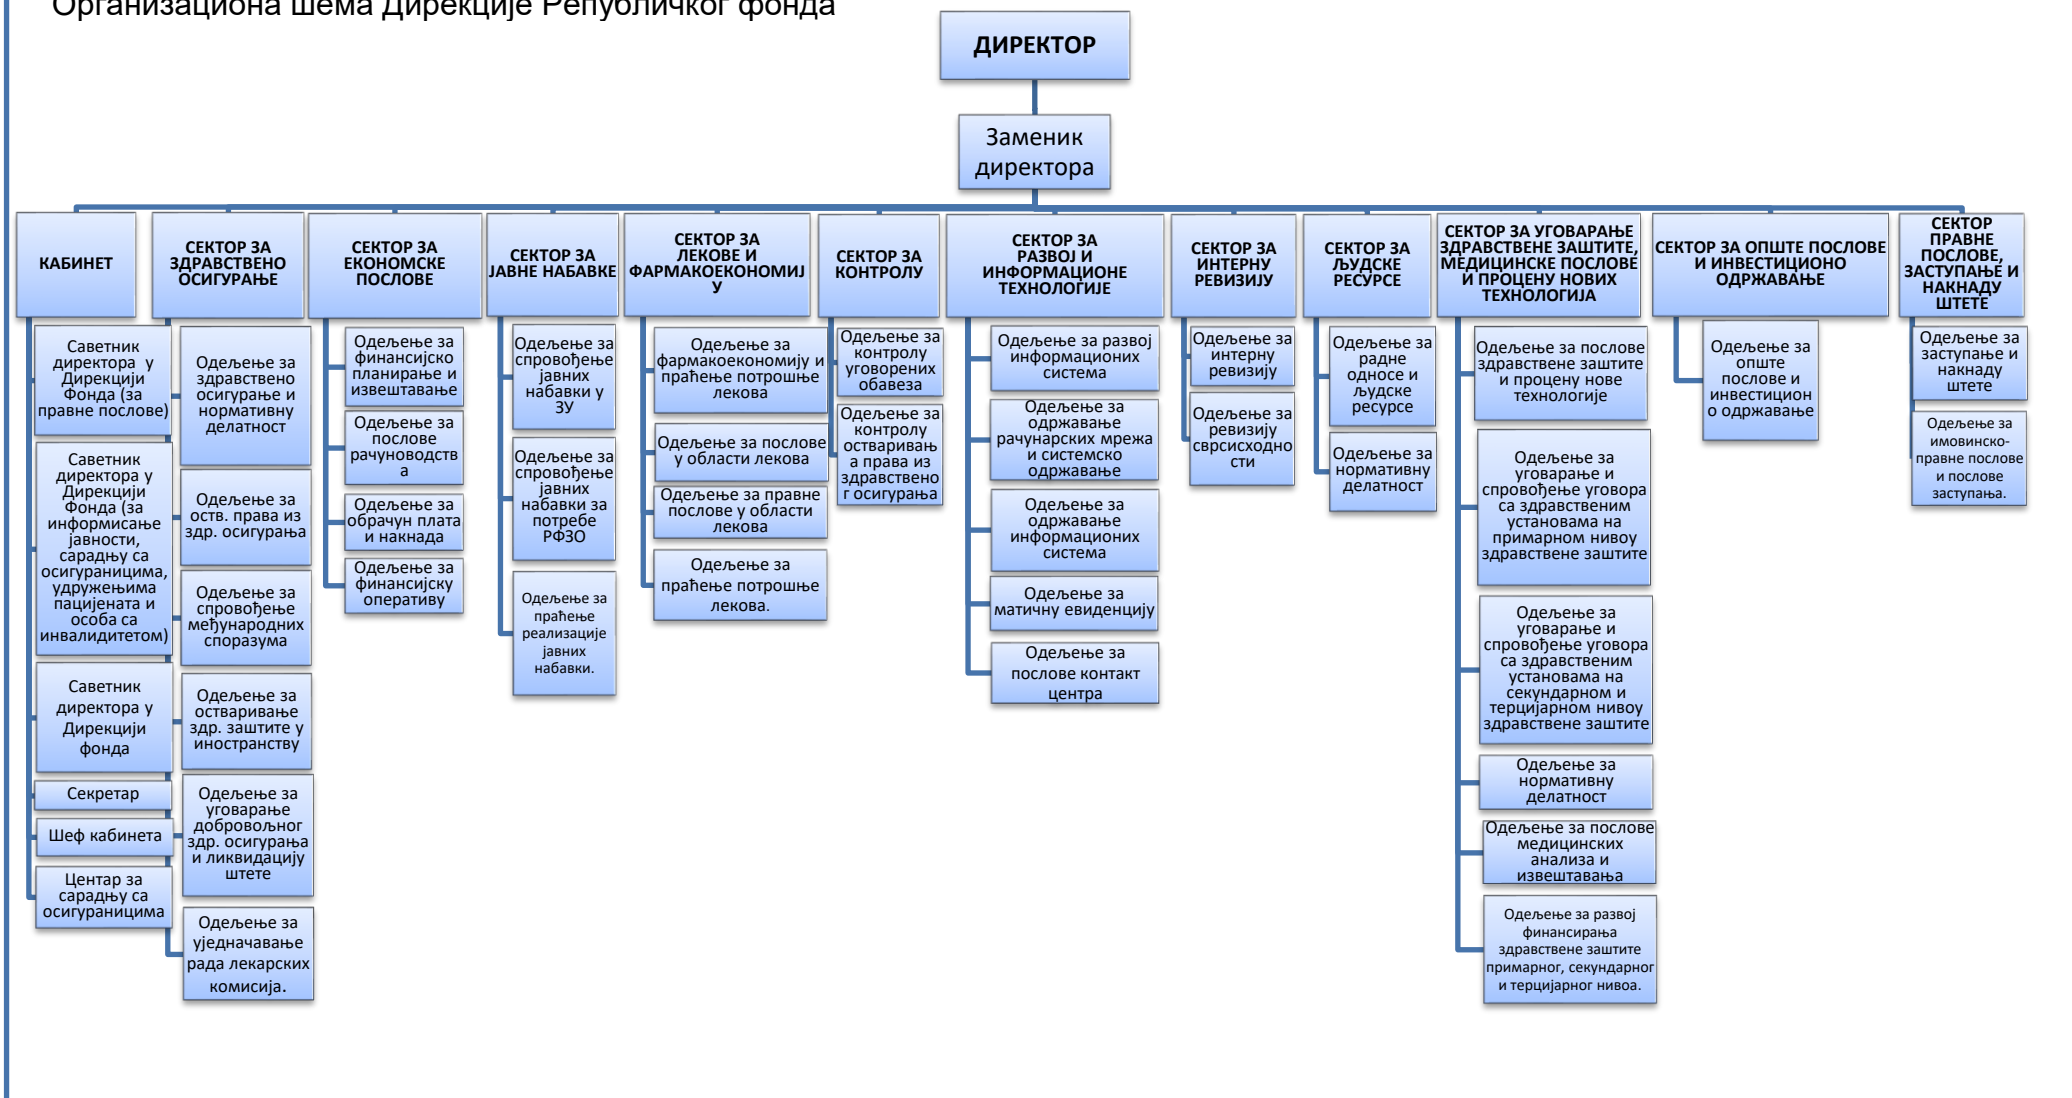 Организациона шема Дирекције Републичког фонда
ДИРЕКТОР
Заменик
директора
КАБИНЕТ
Саветник
директора у
Дирекцији
Фонда (за
правне послове)
Саветник
директора у
Дирекцији
Фонда (за
информисање
јавности,
сарадњу са
осигураницима,
удружењима
пацијената и
особа са
инвалидитетом)
Саветник
директора у
Дирекцији
фонда
Секретар
Шеф кабинета
Центар за
сарадњу са
осигураницима
СЕКТОР ЗА
ЗДРАВСТВЕНО
ОСИГУРАЊЕ
Одељење за
здравствено
осигурање и
нормативну
делатност
Одељење за
оств. права из
здр. осигурања
Одељење за
спровођење
међународних
споразума
Одељење за
остваривање
здр. заштите у
иностранству
Одељење за
уговарање
добровољног
здр. осигурања
и ликвидацију
штете
Одељење за
уједначавање
рада лекарских
комисија.
СЕКТОР ЗА
ЕКОНОМСКЕ
ПОСЛОВЕ
Одељење за
финансијско
планирање и
извештавање
Одељење за
послове
рачуноводств
а
Одељење за
обрачун плата
и накнада
Одељење за
финансијску
оперативу
СЕКТОР ЗА
ЈАВНЕ НАБАВКЕ
Одељење за
спровођење
јавних
набавки у
ЗУ
Одељење за
спровођење
јавних
набавки за
потребе
РФЗО
Одељење за
праћење
реализације
јавних
набавки.
СЕКТОР ЗА
ЛЕКОВЕ И
ФАРМАКОЕКОНОМИЈ
У
Одељење за
фармакоекономију и
праћење потрошње
лекова
Одељење за послове
у области лекова
Одељење за правне
послове у области
лекова
Одељење за
праћење потрошње
лекова.
СЕКТОР ЗА
КОНТРОЛУ
Одељење за
контролу
уговорених
обавеза
Одељење за
контролу
остваривањ
а права из
здравствено
г осигурања
СЕКТОР ЗА
РАЗВОЈ И
ИНФОРМАЦИОНЕ
ТЕХНОЛОГИЈЕ
Одељење за развој
информационих
система
Одељење за
одржавање
рачунарских мрежа
и системско
одржавање
Одељење за
одржавање
информационих
система
Одељење за
матичну евиденцију
Одељење за
послове контакт
центра
СЕКТОР ЗА
ИНТЕРНУ
РЕВИЗИЈУ
Одељење за
интерну
ревизију
Одељење за
ревизију
сврсисходно
сти
СЕКТОР ЗА
ЉУДСКЕ
РЕСУРСЕ
Одељење за
радне
односе и
људске
ресурсе
Одељење за
нормативну
делатност
СЕКТОР ЗА УГОВАРАЊЕ
ЗДРАВСТВЕНЕ ЗАШТИТЕ,
МЕДИЦИНСКЕ ПОСЛОВЕ
И ПРОЦЕНУ НОВИХ
ТЕХНОЛОГИЈА
Одељење за послове
здравствене заштите
и процену нове
технологије
Одељење за
уговарање и
спровођење уговора
са здравственим
установама на
примарном нивоу
здравствене заштите
Одељење за
уговарање и
спровођење уговора
са здравственим
установама на
секундарном и
терцијарном нивоу
здравствене заштите
Одељење за
нормативну
делатност
Одељење за послове
медицинских
анализа и
извештавања
Одељење за развој
финансирања
здравствене заштите
примарног, секундарног
и терцијарног нивоа.
СЕКТОР ЗА ОПШТЕ ПОСЛОВЕ
И ИНВЕСТИЦИОНО
ОДРЖАВАЊЕ
Одељење за
опште
послове и
инвестицион
о одржавање
СЕКТОР
ПРАВНЕ
ПОСЛОВЕ,
ЗАСТУПАЊЕ И
НАКНАДУ
ШТЕТЕ
Одељење за
заступање и
накнаду
штете
Одељење за
имовинско-
правне послове
и послове
заступања.